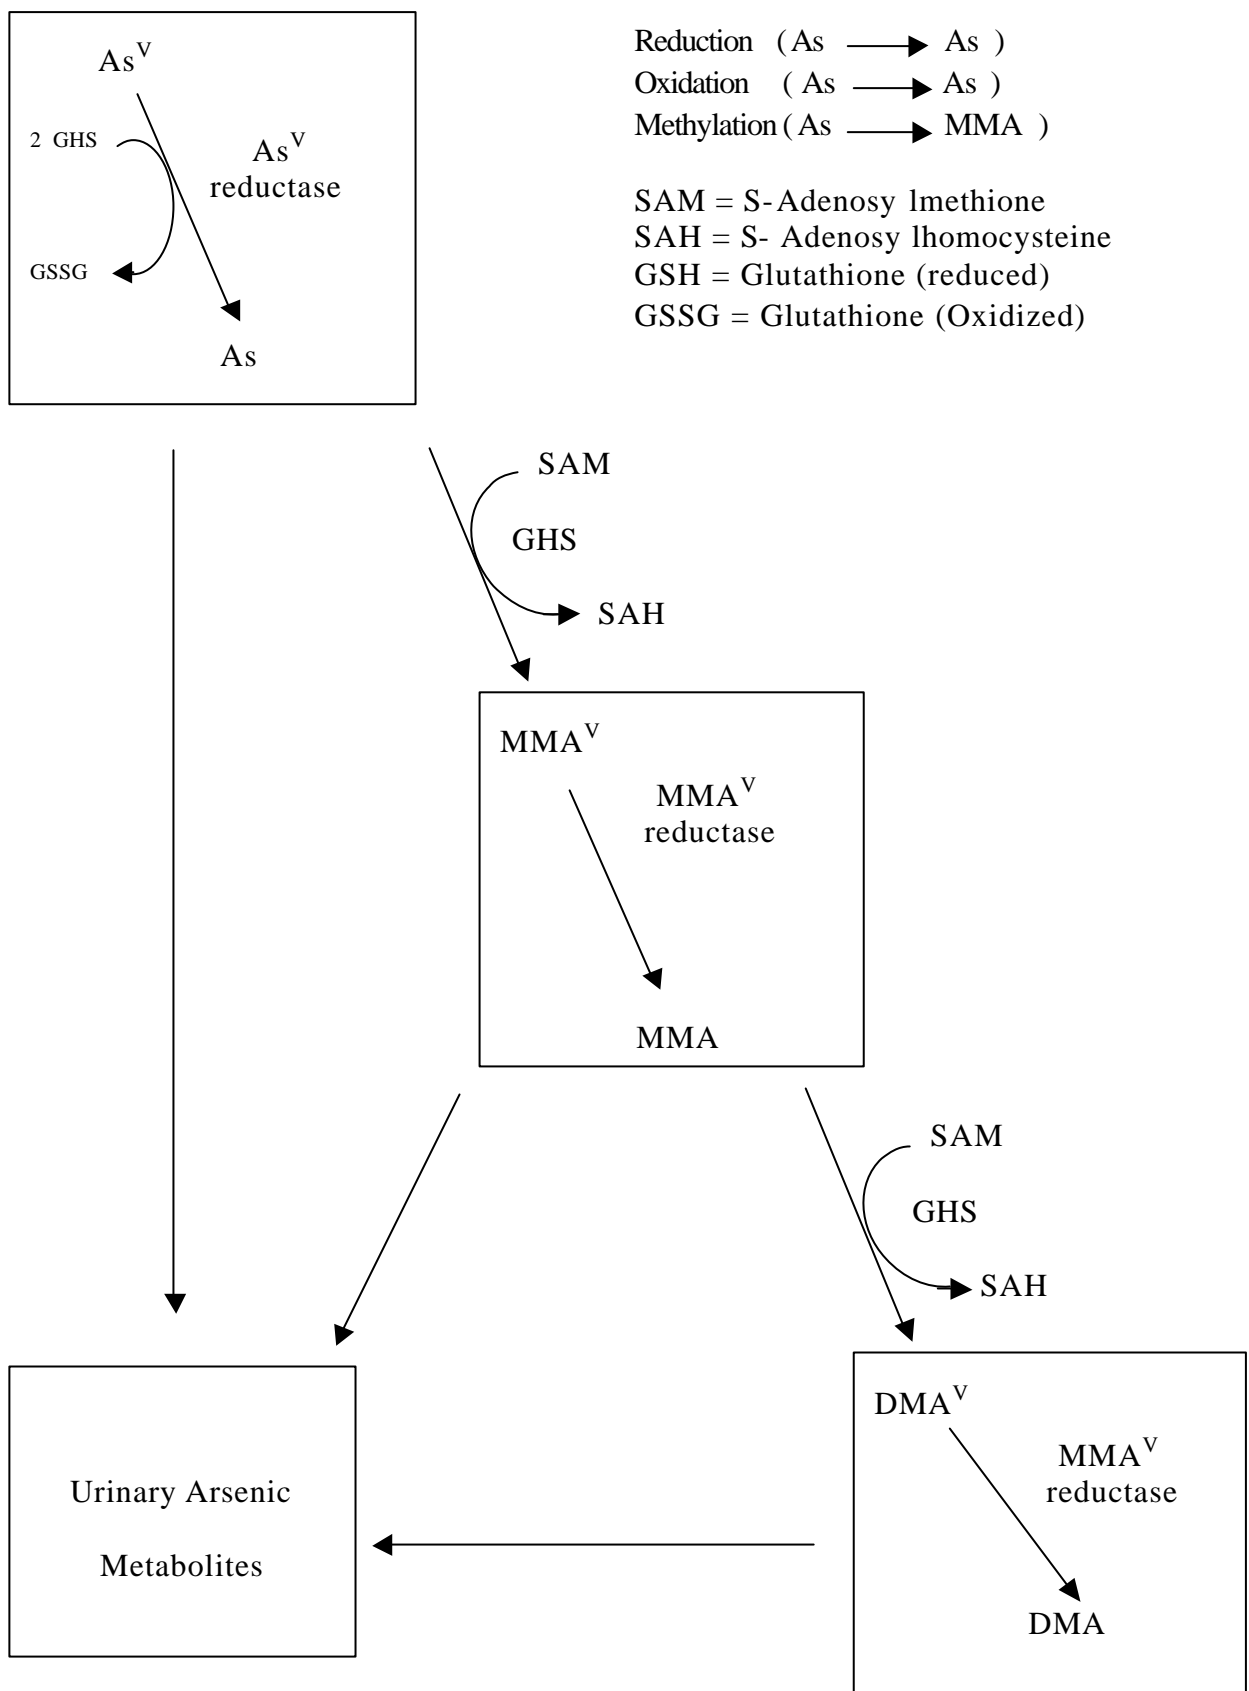 As^V
2 GHS
As^V
reductase
GSSG
As
Reduction ( As → As )
Oxidation ( As → As )
Methylation ( As → MMA )
SAM = S-Adenosy lmethione
SAH = S- Adenosy lhomocysteine
GSH = Glutathione (reduced)
GSSG = Glutathione (Oxidized)
SAM
GHS
SAH
MMA^V
MMA^V
reductase
MMA
SAM
GHS
SAH
DMA^V
MMA^V
reductase
DMA
Urinary Arsenic
Metabolites